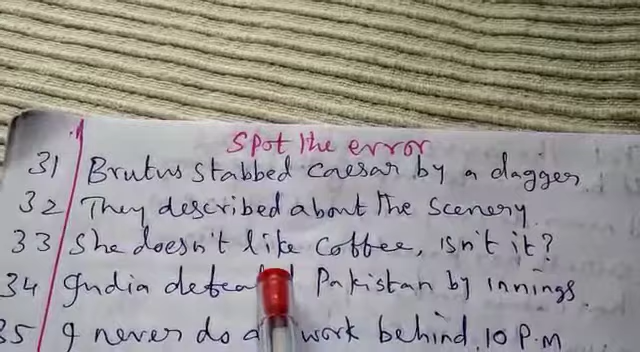 Spot the error
31 Brutus stabbed Caesar by a dagger.
32 They described about the scenery.
33 She doesn't like coffee, isn't it?
34 India Pakistan by innings.
35 I never do work behind 10 P.M